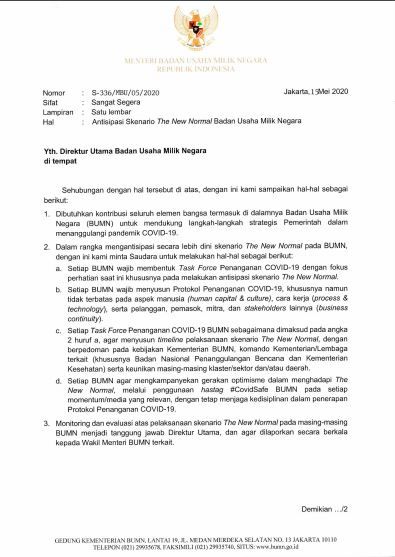 MENTERI BADAN USAHA MILIK NEGARA
REPUBLIK INDONESIA
Nomor : S-336/MBU/05/2020 Jakarta, 15 Mei 2020
Sifat : Sangat Segera
Lampiran : Satu lembar
Hal : Antisipasi Skenario The New Normal Badan Usaha Milik Negara
Yth. Direktur Utama Badan Usaha Milik Negara
di tempat
Sehubungan dengan hal tersebut di atas, dengan ini kami sampaikan hal-hal sebagai
berikut:
1. Dibutuhkan kontribusi seluruh elemen bangsa termasuk di dalamnya Badan Usaha Milik
Negara (BUMN) untuk mendukung langkah-langkah strategis Pemerintah dalam
menanggulangi pandemik COVID-19.
2. Dalam rangka mengantisipasi secara lebih dini skenario The New Normal pada BUMN,
dengan ini kami minta Saudara untuk melakukan hal-hal sebagai berikut:
a. Setiap BUMN wajib membentuk Task Force Penanganan COVID-19 dengan fokus
perhatian saat ini khususnya pada melakukan antisipasi skenario The New Normal.
b. Setiap BUMN wajib menyusun Protokol Penanganan COVID-19, khususnya namun
tidak terbatas pada aspek manusia (human capital & culture), cara kerja (process &
technology), serta pelanggan, pemasok, mitra, dan stakeholders lainnya (business
continuity).
c. Setiap Task Force Penanganan COVID-19 BUMN sebagaimana dimaksud pada angka
2 huruf a, agar menyusun timeline pelaksanaan skenario The New Normal, dengan
berpedoman pada kebijakan Kementerian BUMN, komando Kementerian/Lembaga
terkait (khususnya Badan Nasional Penanggulangan Bencana dan Kementerian
Kesehatan) serta keunikan masing-masing klaster/sektor dan/atau daerah.
d. Setiap BUMN agar mengkampanyekan gerakan optimisme dalam menghadapi The
New Normal, melalui penggunaan hashtag #CovidSafe BUMN pada setiap
momentum/media yang relevan, dengan tetap menjaga kedisiplinan dalam penerapan
Protokol Penanganan COVID-19.
3. Monitoring dan evaluasi atas pelaksanaan skenario The New Normal pada masing-masing
BUMN menjadi tanggung jawab Direktur Utama, dan agar dilaporkan secara berkala
kepada Wakil Menteri BUMN terkait.
Demikian .../2
GEDUNG KEMENTERIAN BUMN, LANTAI 19, JL. MEDAN MERDEKA SELATAN NO. 13 JAKARTA 10110
TELEPON (021) 29935678, FAKSIMILI (021) 29935740, SITUS: www.bumn.go.id